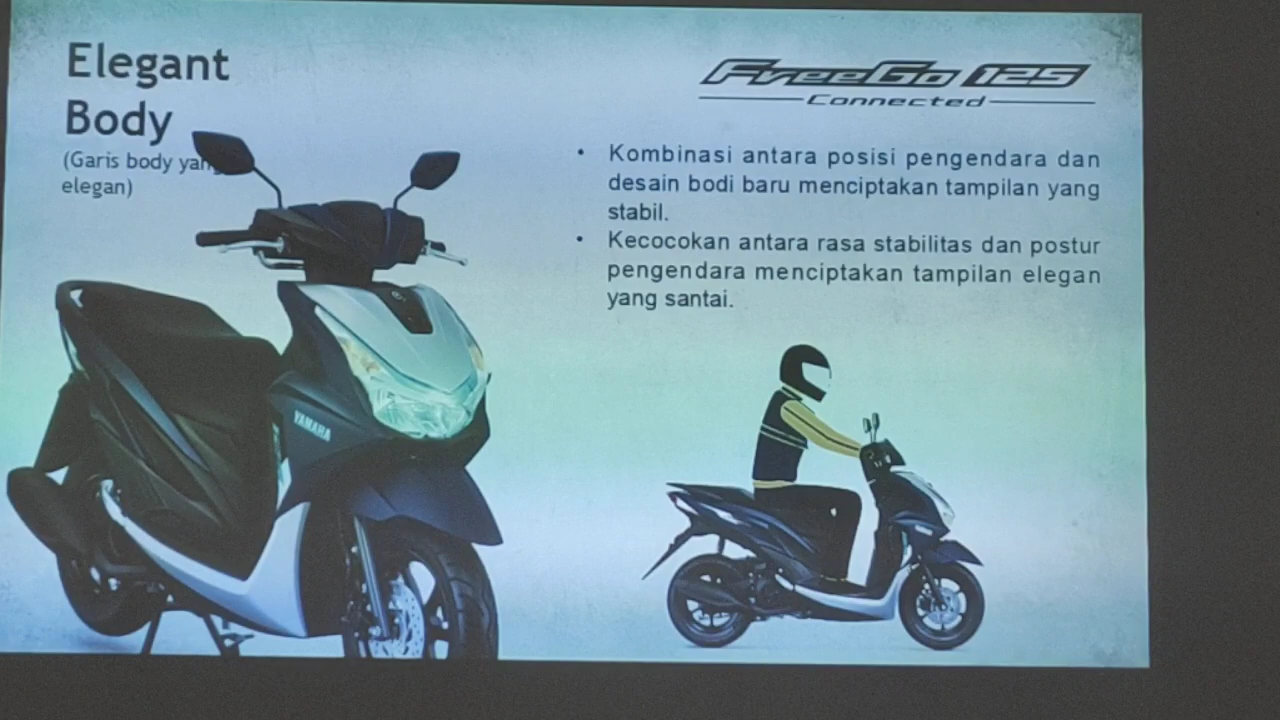 Elegant
Body
(Garis body yang
elegan)
FreeGo 125
Connected
• Kombinasi antara posisi pengendara dan
desain bodi baru menciptakan tampilan yang
stabil.
• Kecocokan antara rasa stabilitas dan postur
pengendara menciptakan tampilan elegan
yang santai.
YAMAHA